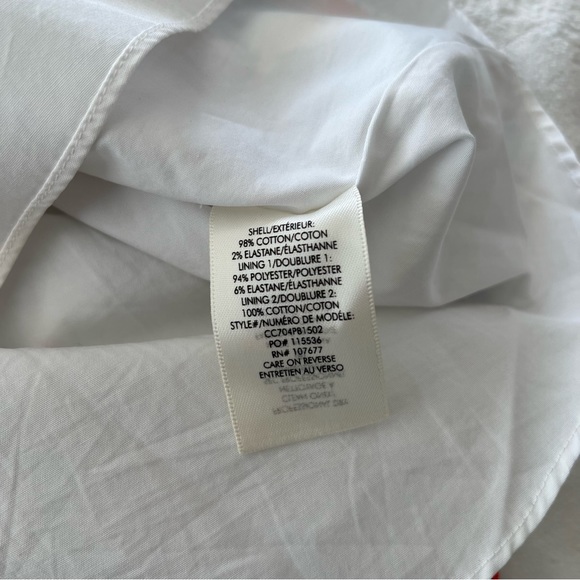 SHELL/EXTÉRIEUR:
98% COTTON/COTON
2% ELASTANE/ÉLASTHANNE
LINING 1/DOUBLURE 1:
94% POLYESTER/POLYESTER
6% ELASTANE/ÉLASTHANNE
LINING 2/DOUBLURE 2:
100% COTTON/COTON
STYLE#/NUMÉRO DE MODÈLE:
CC704PB1502
PO# 115536
RN# 107677
CARE ON REVERSE
ENTRETIEN AU VERSO